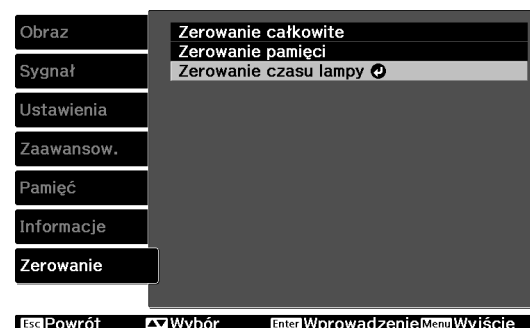 Obraz
Sygnał
Ustawienia
Zaawansow.
Pamięć
Informacje
Zerowanie
Zerowanie całkowite
Zerowanie pamięci
Zerowanie czasu lampy
Esc Powrót Wybór Enter Wprowadzenie Menu Wyjście